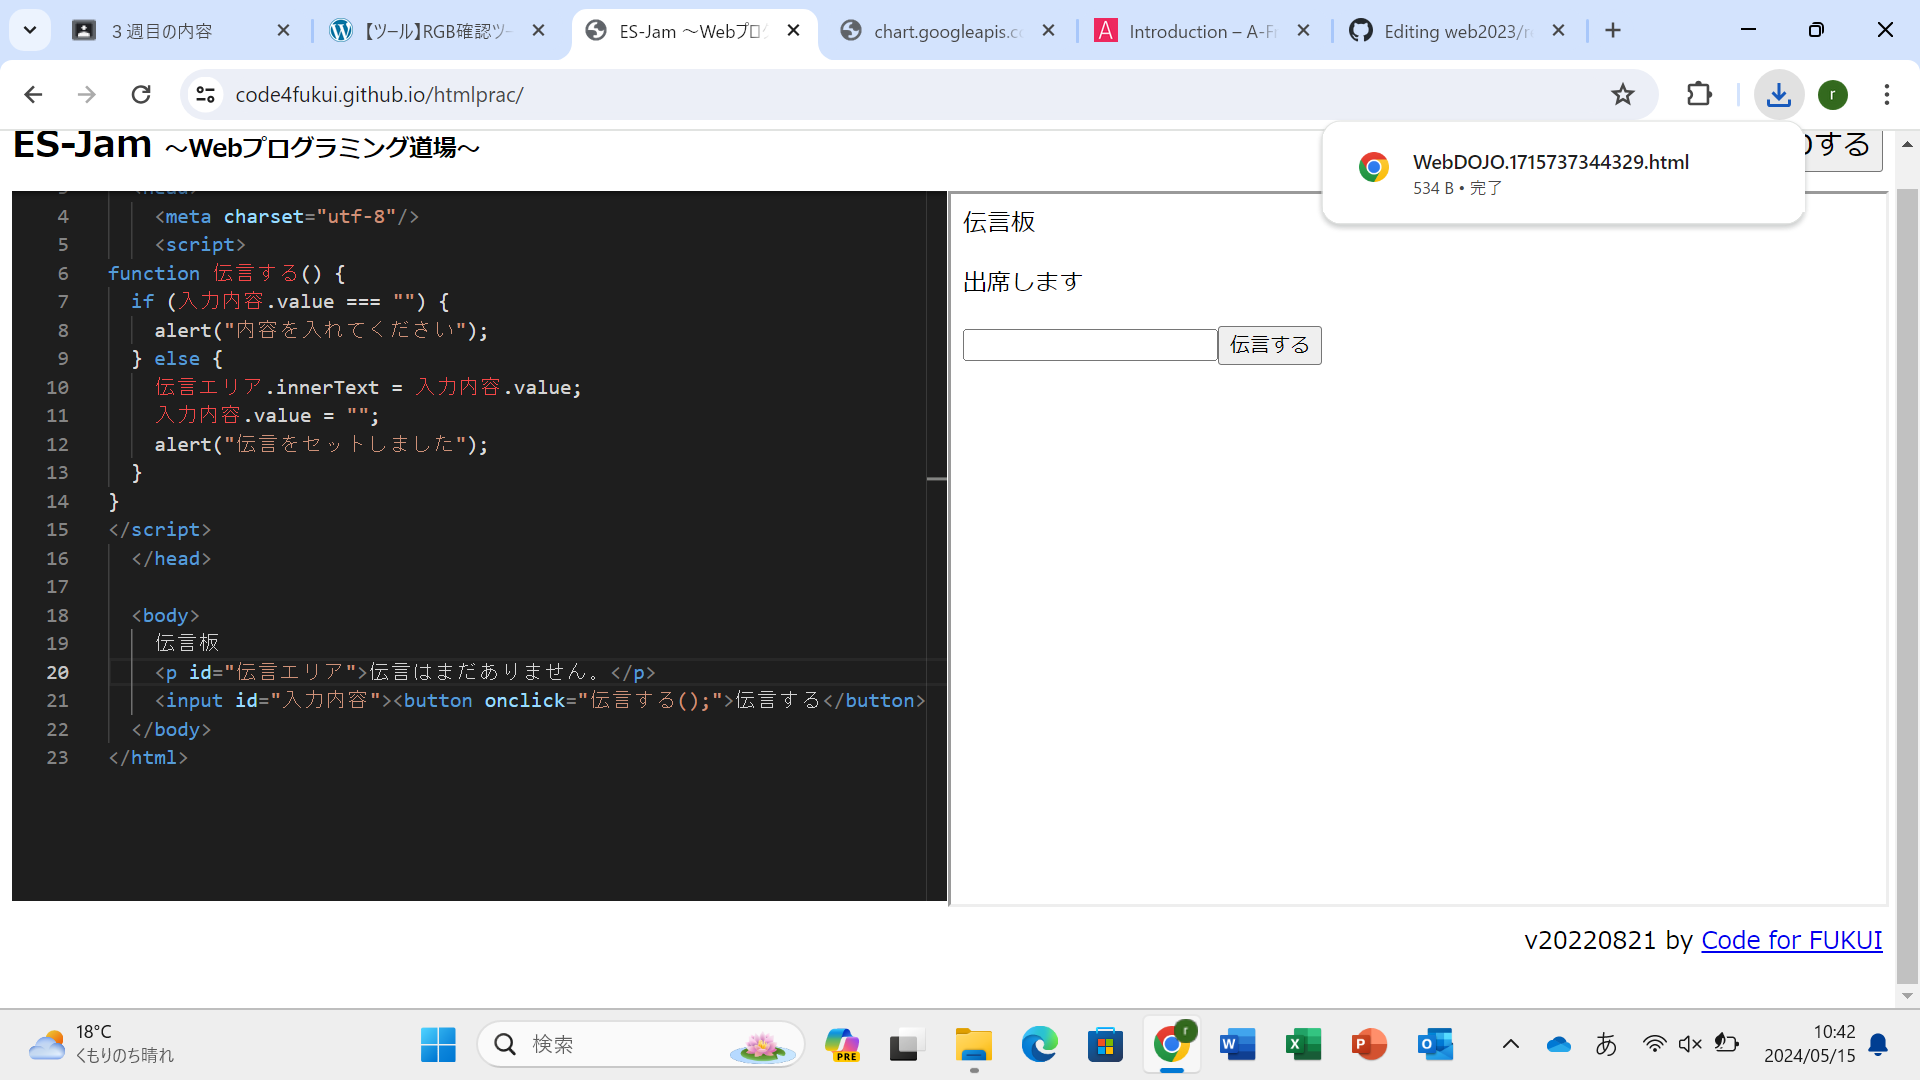 3 週目の内容
【ツール】RGB確認ツー
ES-Jam 〜Webプロ
chart.googleapis.co
Introduction – A-Fr
Editing web2023/r
code4fukui.github.io/htmlprac/
r
WebDOJO.1715737344329.html
534 B • 完了
ES-Jam 〜Webプログラミング道場〜
する
4 <meta charset="utf-8"/>
5 <script>
6 function 伝言する() {
7 if (入力内容.value === "") {
8 alert("内容を入れてください");
9 } else {
10 伝言エリア.innerText = 入力内容.value;
11 入力内容.value = "";
12 alert("伝言をセットしました");
13 }
14 }
15 </script>
16 </head>
17
18 <body>
19 伝言板
20 <p id="伝言エリア">伝言はまだありません。</p>
21 <input id="入力内容"><button onclick="伝言する();">伝言する</button>
22 </body>
23 </html>
伝言板
出席します
伝言する
v20220821 by Code for FUKUI
18°C
くもりのち晴れ
検索
PRE
r
あ
10:42
2024/05/15